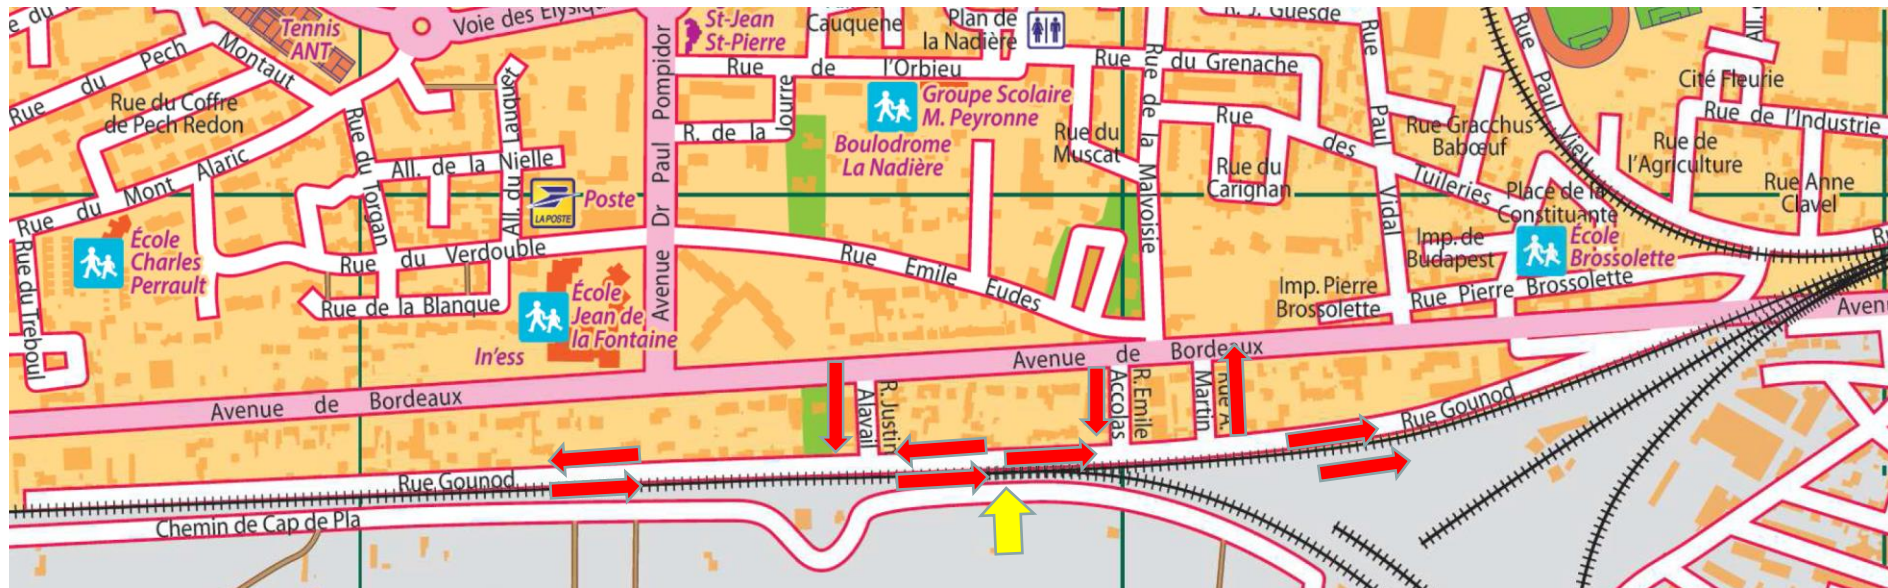 Voie des Elysiq
Tennis
ANT
Montaut
Rue du Pech
Rue du Coffre
de Pech Redon
Rue du Mont Alaric
Rue du Torgan
All. de la Nielle
All. du Lauquet
LA POSTE
Poste
École
Charles
Perrault
Rue du Treboul
Rue du Verdouble
Rue de la Blanque
École
Jean de
la Fontaine
In'ess
Avenue Dr Paul Pompidor
St-Jean
St-Pierre
Cauquene
Plan de
la Nadière
R. J. Guesde
Rue de l'Orbieu
Rue du Grenache
R. de la
Jourre
Groupe Scolaire
M. Peyronne
Boulodrome
La Nadière
Rue du
Muscat
Rue de la Malvoisie
Rue des Tuileries
Rue du
Carignan
Rue Paul Vidal
Rue Gracchus
Babœuf
Rue Paul Vieu
Cité Fleurie
All.
Rue de l'Industrie
Rue de
l'Agriculture
Rue Anne
Clavel
Place de la
Constituante
Imp. de
Budapest
École
Brossolette
Imp. Pierre
Brossolette
Rue Pierre Brossolette
Rue Emile Eudes
Avenue de Bordeaux
Avenue de Bordeaux
Aven
R. Justin
Alavail
R. Emile
Accolas
Rue A.
Martin
Rue Gounod
Rue Gounod
Chemin de Cap de Pla